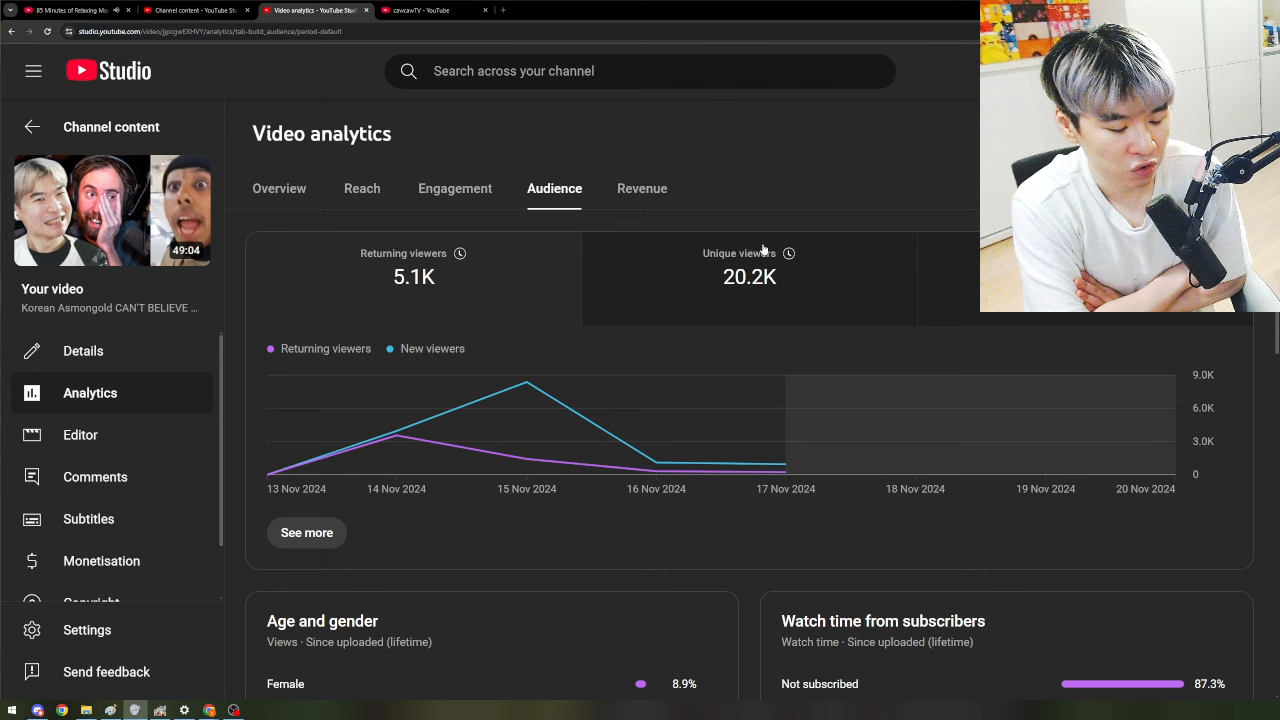 85 Minutes of Relaxing Ma
Channel content - YouTube Stu
Video analytics - YouTube Stud
cawcawTV - YouTube
studio.youtube.com/video/jjpcgwEXHVY/analytics/tab-build_audience/period-default
Studio
Search across your channel
Channel content
49:04
Your video
Korean Asmongold CAN'T BELIEVE ...
Details
Analytics
Editor
Comments
Subtitles
Monetisation
Copyright
Settings
Send feedback
Video analytics
Overview Reach Engagement Audience Revenue
Returning viewers
5.1K
Unique viewers
20.2K
Returning viewers New viewers
9.0K
6.0K
3.0K
0
13 Nov 2024 14 Nov 2024 15 Nov 2024 16 Nov 2024 17 Nov 2024 18 Nov 2024 19 Nov 2024 20 Nov 2024
See more
Age and gender
Views · Since uploaded (lifetime)
Female 8.9%
Watch time from subscribers
Watch time · Since uploaded (lifetime)
Not subscribed 87.3%